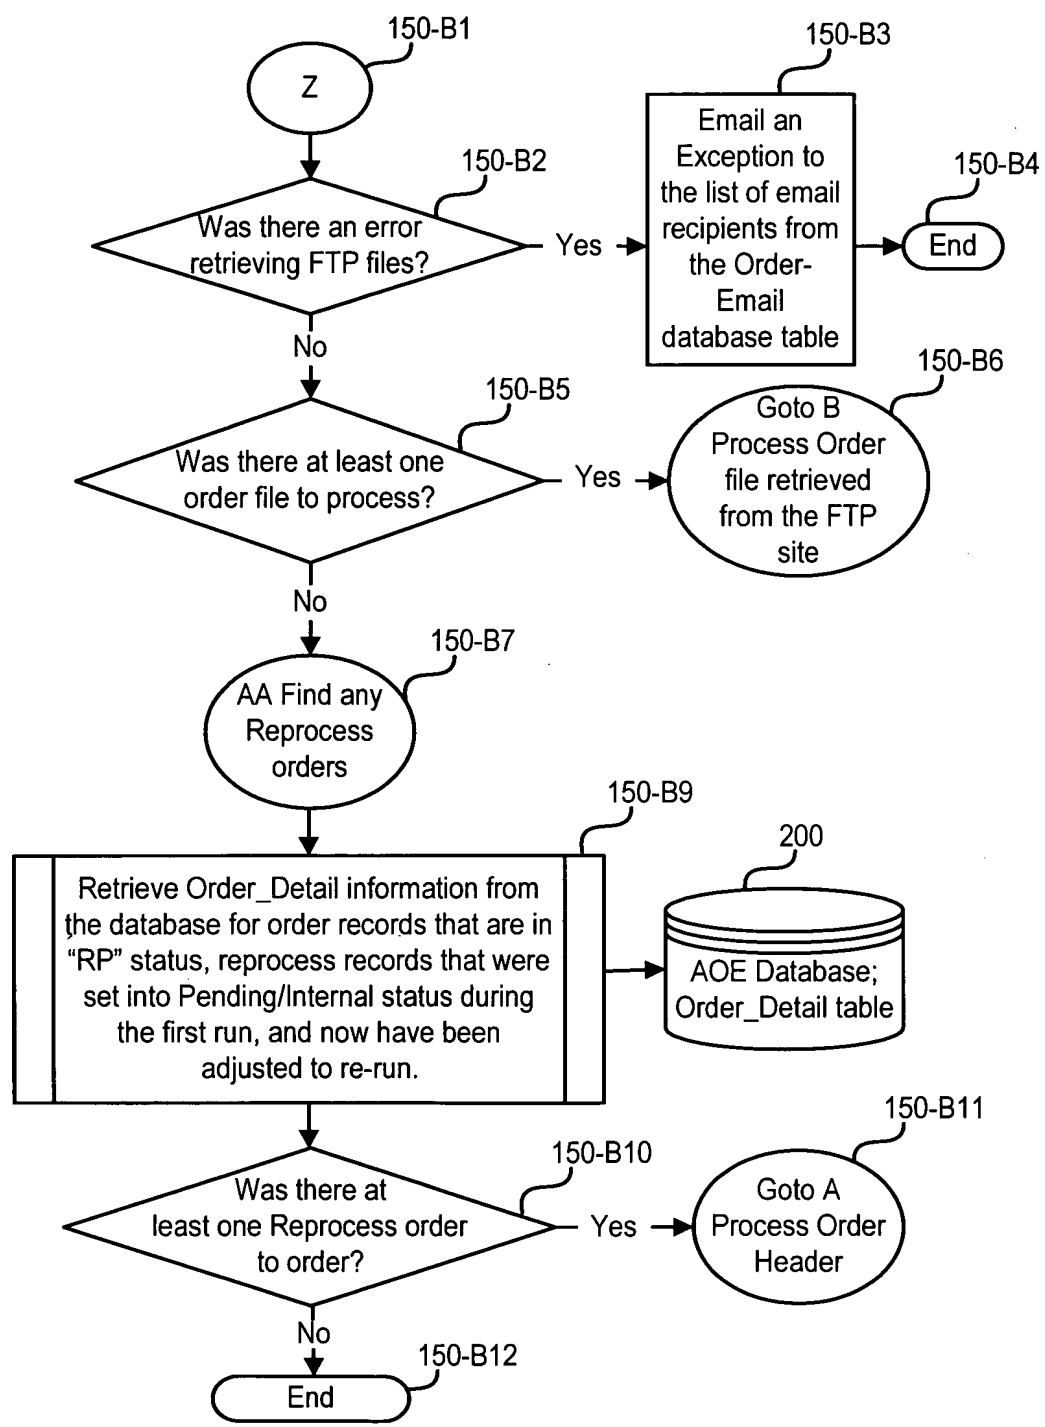 150-B1
Z
150-B2
Was there an error
retrieving FTP files?
Yes
150-B3
Email an
Exception to
the list of email
recipients from
the Order-
Email
database table
150-B4
End
No
150-B5
Was there at least one
order file to process?
Yes
150-B6
Goto B
Process Order
file retrieved
from the FTP
site
No
150-B7
AA Find any
Reprocess
orders
150-B9
Retrieve Order_Detail information from
the database for order records that are in
“RP” status, reprocess records that were
set into Pending/Internal status during
the first run, and now have been
adjusted to re-run.
200
AOE Database;
Order_Detail table
150-B10
Was there at
least one Reprocess order
to order?
Yes
150-B11
Goto A
Process Order
Header
No
150-B12
End